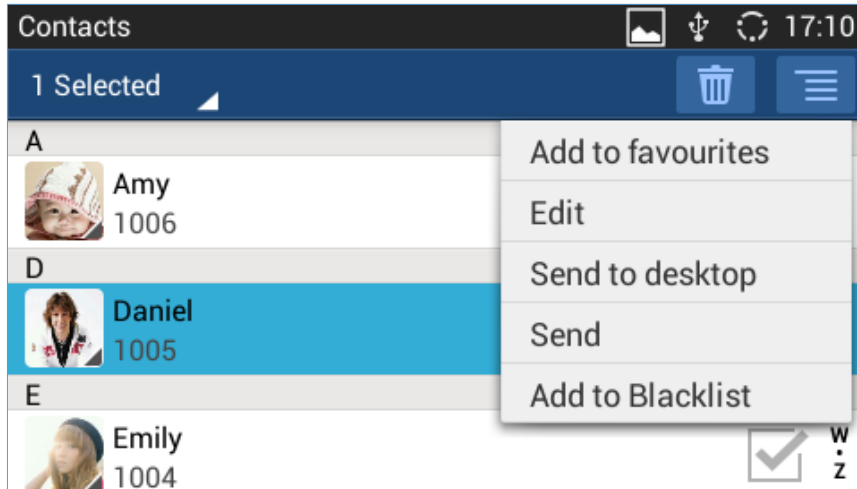 Contacts 17:10
1 Selected
A
Add to favourites
Amy
1006
Edit
D
Send to desktop
Daniel
1005
Send
E
Add to Blacklist
Emily
1004
W
.
Z